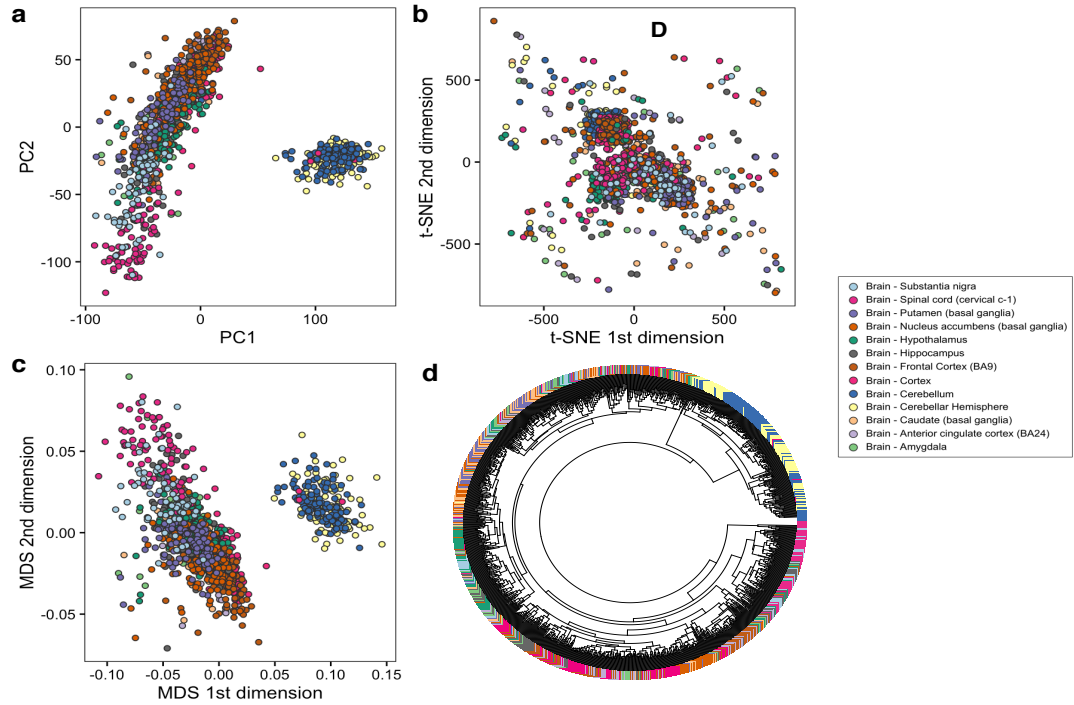 a
PC2
50
0
-50
-100
-100
0
100
PC1
b
D
t-SNE 2nd dimension
500
0
-500
-500
0
500
t-SNE 1st dimension
c
MDS 2nd dimension
0.10
0.05
0.00
-0.05
-0.10
-0.05
0.00
0.05
0.10
0.15
MDS 1st dimension
d
Brain - Substantia nigra
Brain - Spinal cord (cervical c-1)
Brain - Putamen (basal ganglia)
Brain - Nucleus accumbens (basal ganglia)
Brain - Hypothalamus
Brain - Hippocampus
Brain - Frontal Cortex (BA9)
Brain - Cortex
Brain - Cerebellum
Brain - Cerebellar Hemisphere
Brain - Caudate (basal ganglia)
Brain - Anterior cingulate cortex (BA24)
Brain - Amygdala